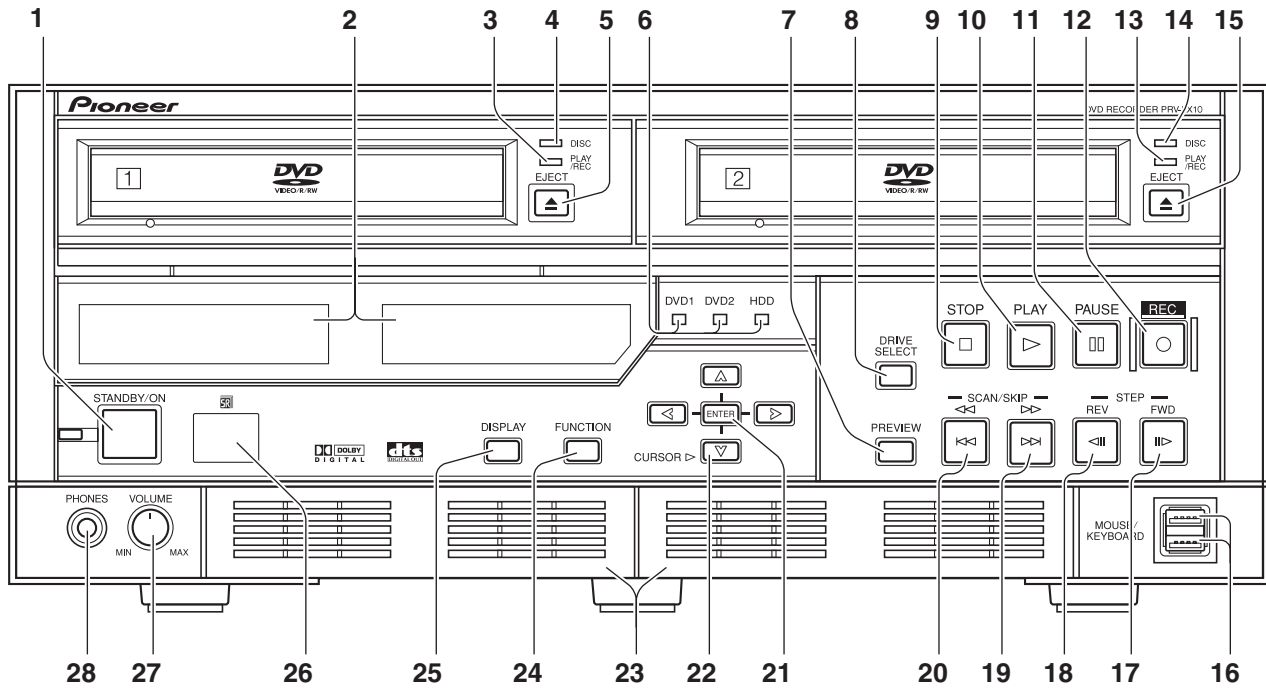 1 2 3 4 5 6 7 8 9 10 11 12 13 14 15
Pioneer
DVD RECORDER
DISC
PLAY
/REC
EJECT
1
DVD
VIDEO/R/RW
DISC
PLAY
/REC
EJECT
2
DVD
VIDEO/R/RW
DVD1 DVD2 HDD
STOP PLAY PAUSE REC
DRIVE
SELECT
STANDBY/ON
SR
SCAN/SKIP STEP
REV FWD
ENTER
DISPLAY FUNCTION
PREVIEW
CURSOR
DOLBY
DIGITAL
dts
DIGITAL OUT
PHONES VOLUME
MIN MAX
MOUSE/
KEYBOARD
28 27 26 25 24 23 22 21 20 19 18 17 16